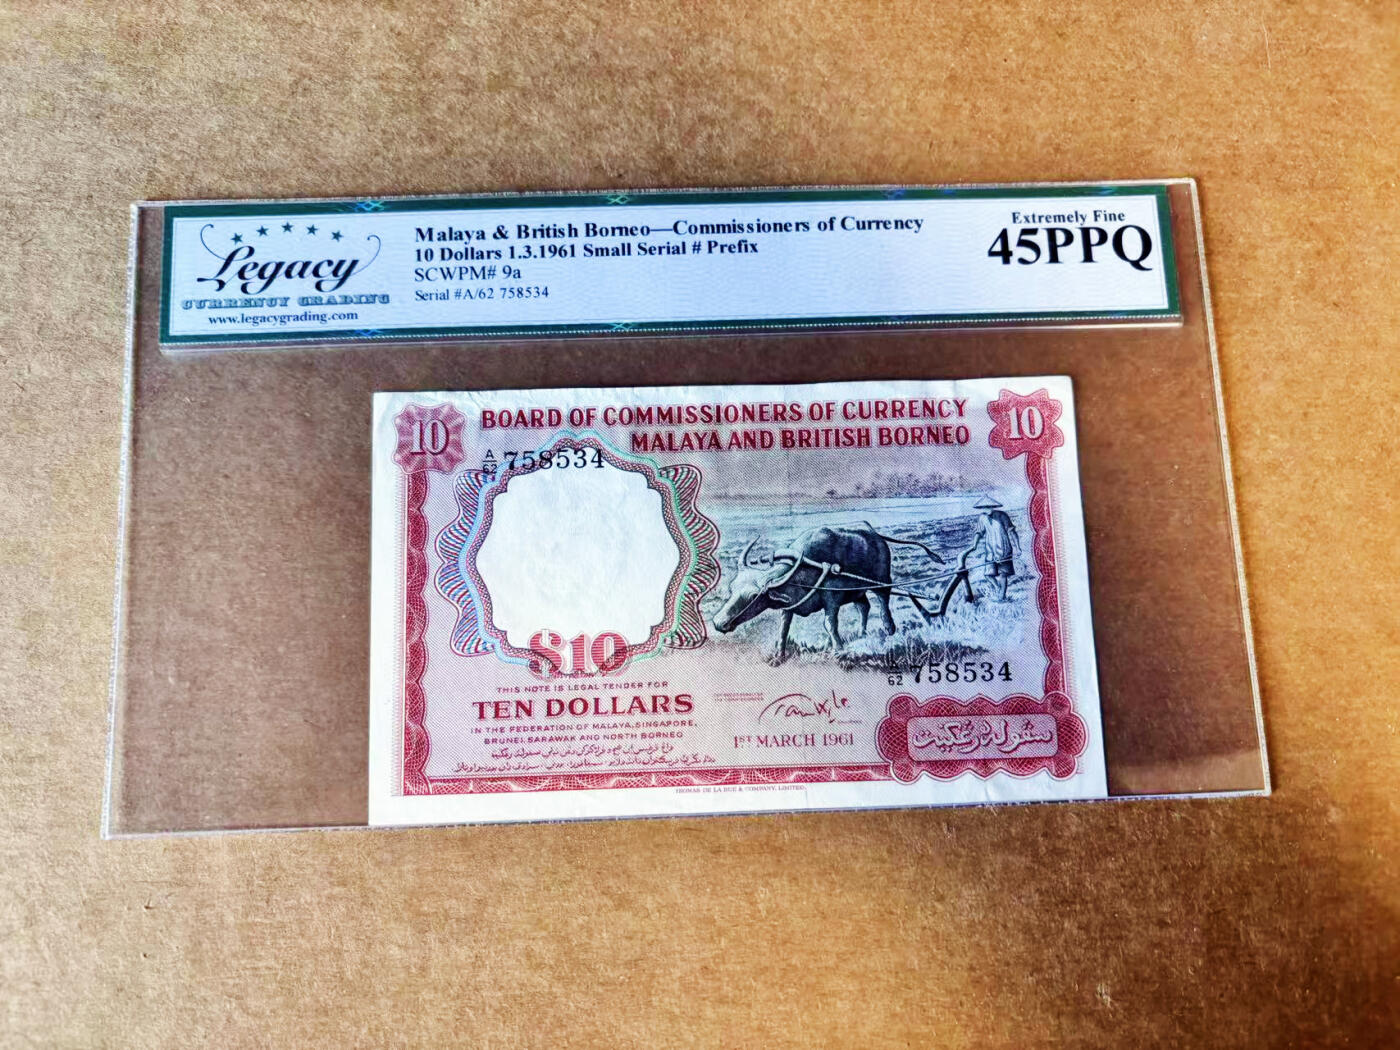 Legacy
CURRENCY GRADING
www.legacygrading.com
Malaya & British Borneo—Commissioners of Currency
10 Dollars 1.3.1961 Small Serial # Prefix
SCWPM# 9a
Serial #A/62 758534
Extremely Fine
45PPQ
10
BOARD OF COMMISSIONERS OF CURRENCY
MALAYA AND BRITISH BORNEO
10
A/62 758534
$10
A/62 758534
THIS NOTE IS LEGAL TENDER FOR
TEN DOLLARS
IN THE FEDERATION OF MALAYA, SINGAPORE,
BRUNEI, SARAWAK AND NORTH BORNEO
1ST MARCH 1961
سڤوله رڠݢيت
THOMAS DE LA RUE & COMPANY, LIMITED.